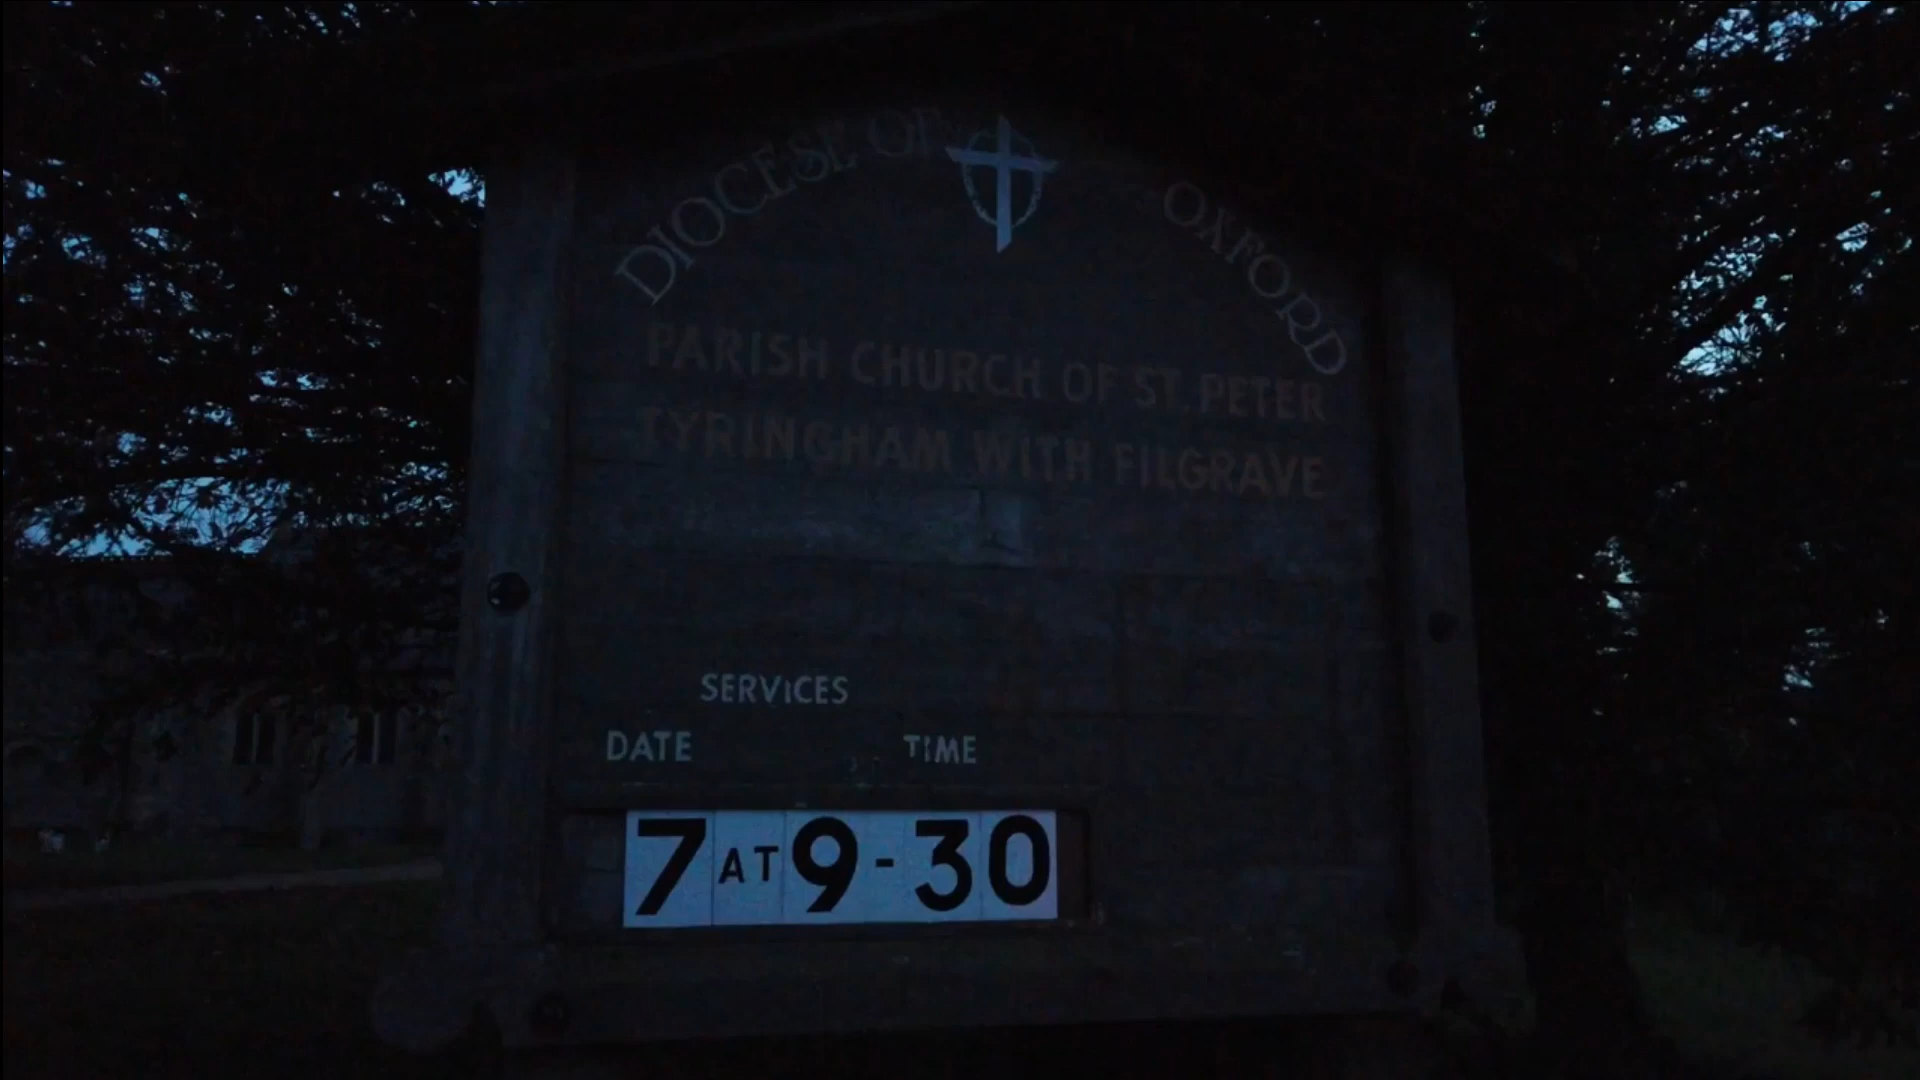 DIOCESE OF OXFORD
PARISH CHURCH OF ST. PETER
TYRINGHAM WITH FILGRAVE
SERVICES
DATE TIME
7 AT 9-30